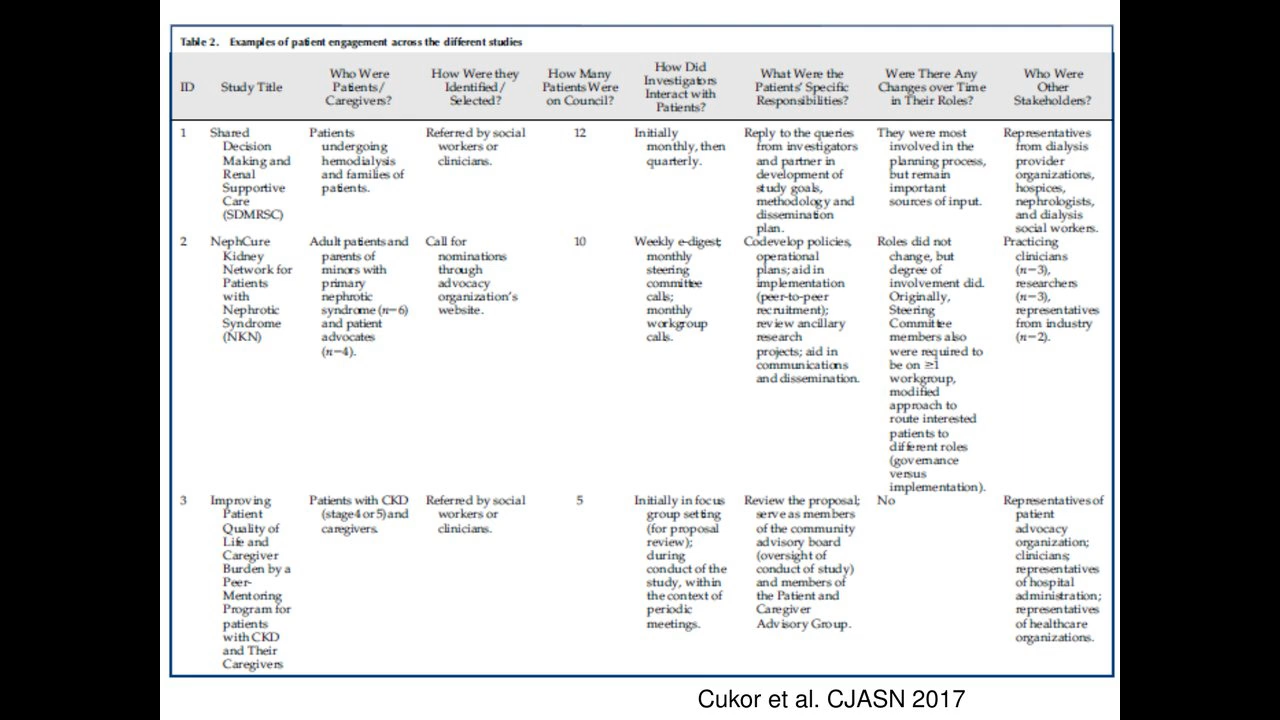 Table 2. Examples of patient engagement across the different studies
ID
Study Title
Who Were
Patients/
Caregivers?
How Were they
Identified/
Selected?
How Many
Patients Were
on Council?
How Did
Investigators
Interact with
Patients?
What Were the
Patients' Specific
Responsibilities?
Were There Any
Changes over Time
in Their Roles?
Who Were
Other
Stakeholders?
1
Shared
Decision
Making and
Renal
Supportive
Care
(SDMRSC)
Patients
undergoing
hemodialysis
and families of
patients.
Referred by social
workers or
clinicians.
12
Initially
monthly, then
quarterly.
Reply to the queries
from investigators
and partner in
development of
study goals,
methodology and
dissemination
plan.
They were most
involved in the
planning process,
but remain
important
sources of input.
Representatives
from dialysis
provider
organizations,
hospices,
nephrologists,
and dialysis
social workers.
2
NephCure
Kidney
Network for
Patients
with
Nephrotic
Syndrome
(NKN)
Adult patients and
parents of
minors with
primary
nephrotic
syndrome (n=6)
and patient
advocates
(n=4).
Call for
nominations
through
advocacy
organization's
website.
10
Weekly e-digest;
monthly
steering
committee
calls;
monthly
workgroup
calls.
Codevelop policies,
operational
plans; aid in
implementation
(peer-to-peer
recruitment);
review ancillary
research
projects; aid in
communications
and dissemination.
Roles did not
change, but
degree of
involvement did.
Originally,
Steering
Committee
members also
were required to
be on ≥1
workgroup,
modified
approach to
route interested
patients to
different roles
(governance
versus
implementation).
Practicing
clinicians
(n=3),
researchers
(n=3),
representatives
from industry
(n=2).
3
Improving
Patient
Quality of
Life and
Caregiver
Burden by a
Peer-
Mentoring
Program for
patients
with CKD
and Their
Caregivers
Patients with CKD
(stage 4 or 5) and
caregivers.
Referred by social
workers or
clinicians.
5
Initially in focus
group setting
(for proposal
review);
during
conduct of the
study, within
the context of
periodic
meetings.
Review the proposal;
serve as members
of the community
advisory board
(oversight of
conduct of study)
and members of
the Patient and
Caregiver
Advisory Group.
No
Representatives of
patient
advocacy
organization;
clinicians;
representatives
of hospital
administration;
representatives
of healthcare
organizations.
Cukor et al. CJASN 2017